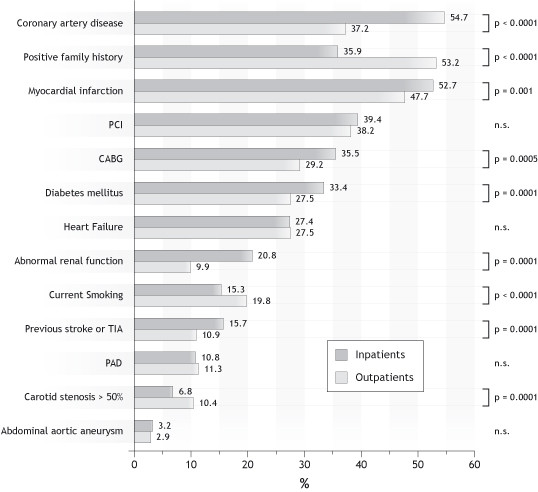 Coronary artery disease 54.7 37.2 p < 0.0001
Positive family history 35.9 53.2 p < 0.0001
Myocardial infarction 52.7 47.7 p = 0.001
PCI 39.4 38.2 n.s.
CABG 35.5 29.2 p = 0.0005
Diabetes mellitus 33.4 27.5 p = 0.0001
Heart Failure 27.4 27.5 n.s.
Abnormal renal function 20.8 9.9 p = 0.0001
Current Smoking 15.3 19.8 p < 0.0001
Previous stroke or TIA 15.7 10.9 p = 0.0001
PAD 10.8 11.3 n.s.
Carotid stenosis > 50% 6.8 10.4 p = 0.0001
Abdominal aortic aneurysm 3.2 2.9 n.s.
Inpatients
Outpatients
0 10 20 30 40 50 60
%